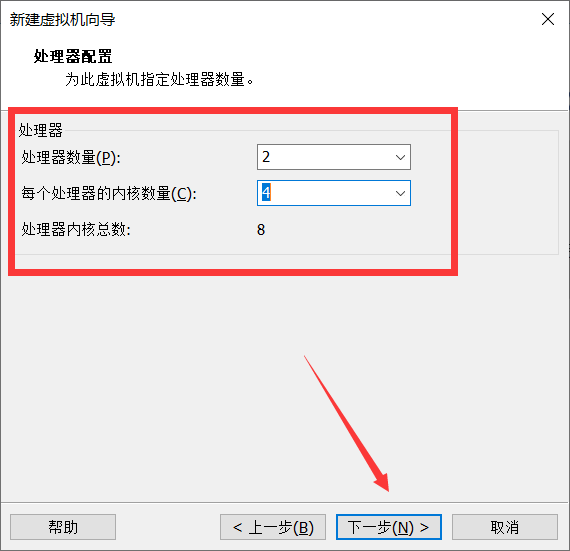 新建虚拟机向导
处理器配置
为此虚拟机指定处理器数量。
处理器
处理器数量(P): 2
每个处理器的内核数量(C): 4
处理器内核总数: 8
帮助 < 上一步(B) 下一步(N) > 取消